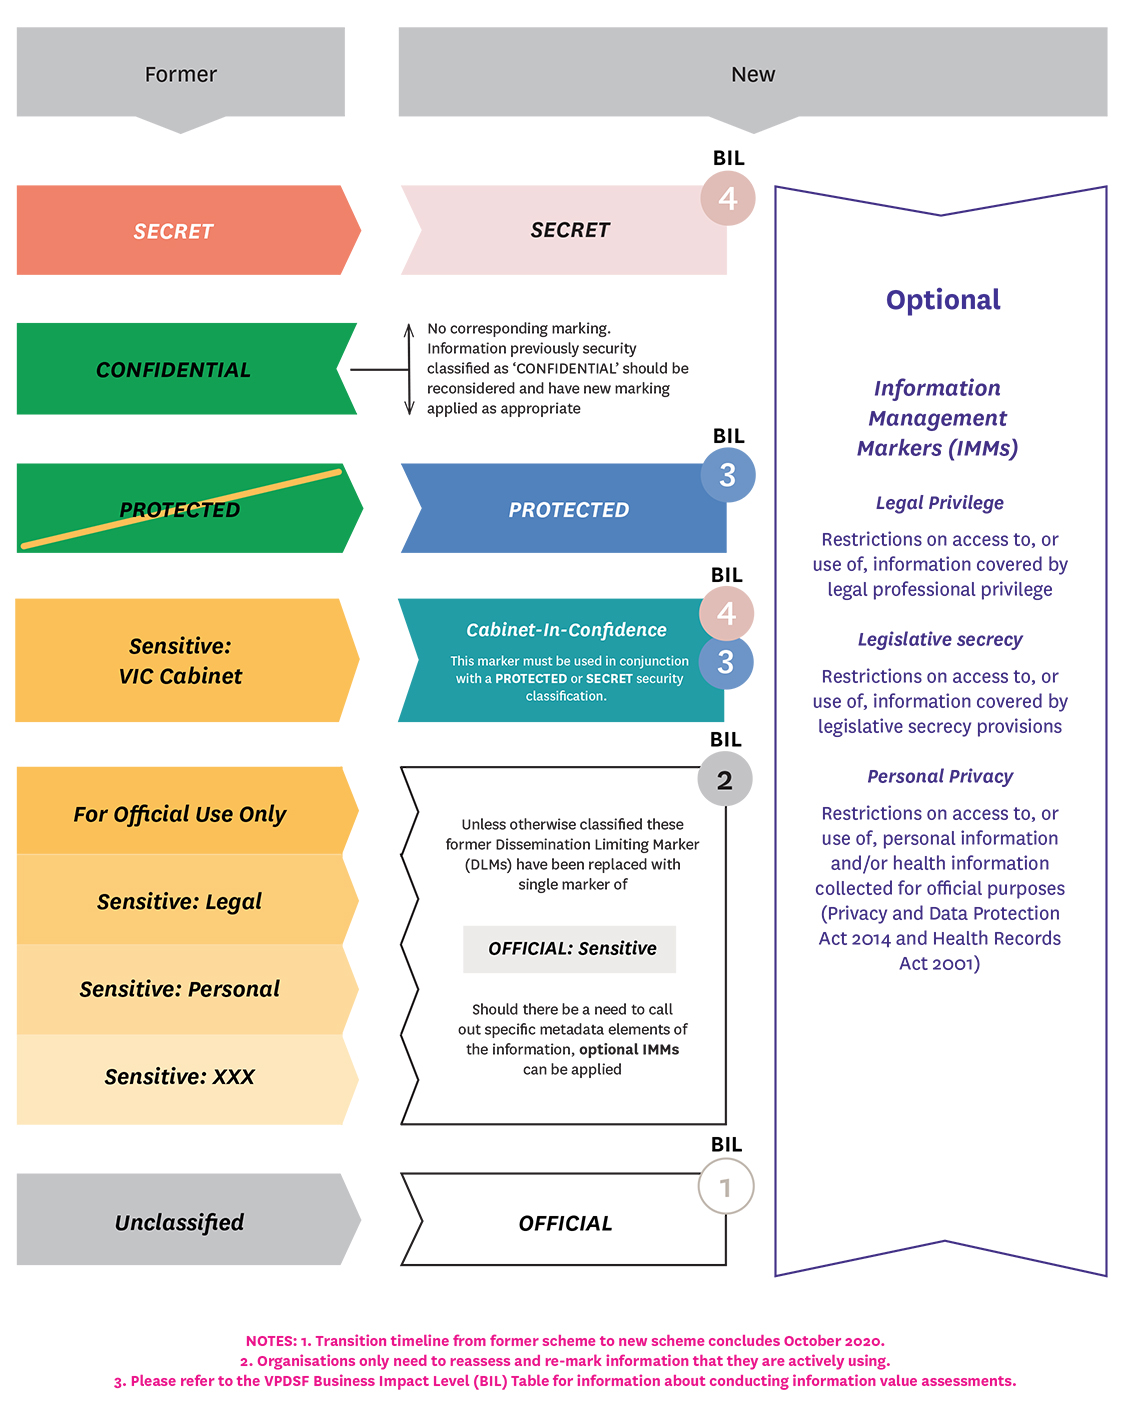 Former
New
BIL
4
SECRET
SECRET
CONFIDENTIAL
No corresponding marking.
Information previously security
classified as ‘CONFIDENTIAL’ should be
reconsidered and have new marking
applied as appropriate
BIL
3
PROTECTED
PROTECTED
BIL
4
3
Sensitive:
VIC Cabinet
Cabinet-In-Confidence
This marker must be used in conjunction
with a PROTECTED or SECRET security
classification.
BIL
2
For Official Use Only
Sensitive: Legal
Sensitive: Personal
Sensitive: XXX
Unless otherwise classified these
former Dissemination Limiting Marker
(DLMs) have been replaced with
single marker of
OFFICIAL: Sensitive
Should there be a need to call
out specific metadata elements of
the information, optional IMMs
can be applied
BIL
1
Unclassified
OFFICIAL
Optional
Information
Management
Markers (IMMs)
Legal Privilege
Restrictions on access to, or
use of, information covered by
legal professional privilege
Legislative secrecy
Restrictions on access to, or
use of, information covered by
legislative secrecy provisions
Personal Privacy
Restrictions on access to, or
use of, personal information
and/or health information
collected for official purposes
(Privacy and Data Protection
Act 2014 and Health Records
Act 2001)
NOTES: 1. Transition timeline from former scheme to new scheme concludes October 2020.
2. Organisations only need to reassess and re-mark information that they are actively using.
3. Please refer to the VPDSF Business Impact Level (BIL) Table for information about conducting information value assessments.